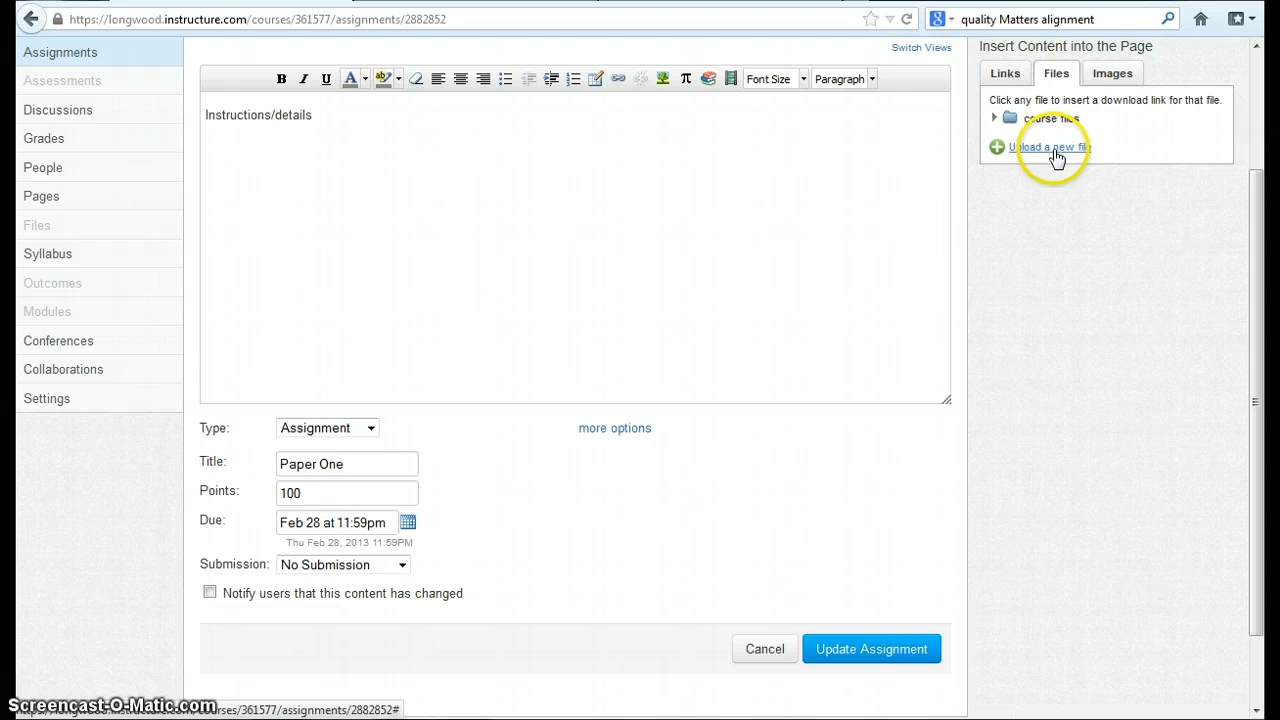 https://longwood.instructure.com/courses/361577/assignments/2882852
quality Matters alignment
Assignments
Assessments
Discussions
Grades
People
Pages
Files
Syllabus
Outcomes
Modules
Conferences
Collaborations
Settings
Switch Views
B I U A Font Size Paragraph
Instructions/details
Type: Assignment more options
Title: Paper One
Points: 100
Due: Feb 28 at 11:59pm
Thu Feb 28, 2013 11:59PM
Submission: No Submission
Notify users that this content has changed
Cancel Update Assignment
Insert Content into the Page
Links Files Images
Click any file to insert a download link for that file.
course files
Upload a new file
Screencast-O-Matic.com
https://longwood.instructure.com/courses/361577/assignments/2882852#